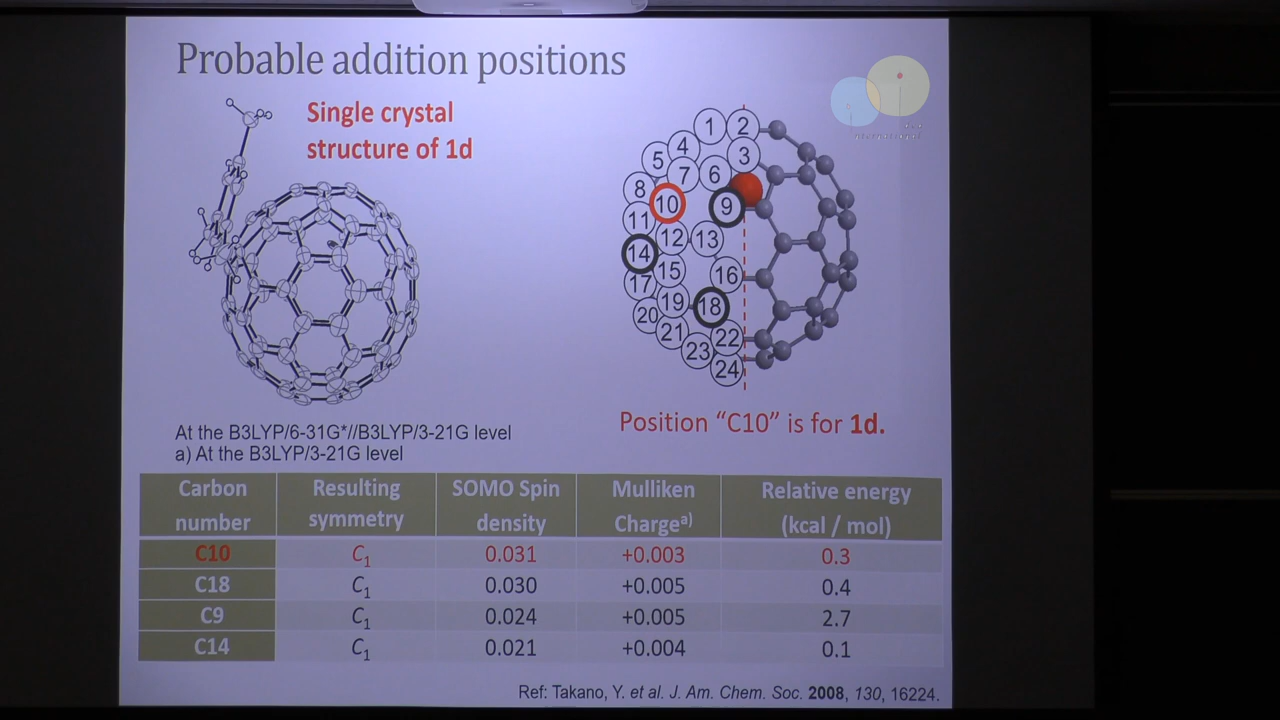 Probable addition positions
Single crystal
structure of 1d
1
2
3
4
5
6
7
8
9
10
11
12
13
14
15
16
17
18
19
20
21
22
23
24
Position “C10” is for 1d.
At the B3LYP/6-31G*//B3LYP/3-21G level
a) At the B3LYP/3-21G level
Carbon number Resulting symmetry SOMO Spin density Mulliken Charge a) Relative energy (kcal / mol)
C10 C1 0.031 +0.003 0.3
C18 C1 0.030 +0.005 0.4
C9 C1 0.024 +0.005 2.7
C14 C1 0.021 +0.004 0.1
Ref: Takano, Y. et al. J. Am. Chem. Soc. 2008, 130, 16224.